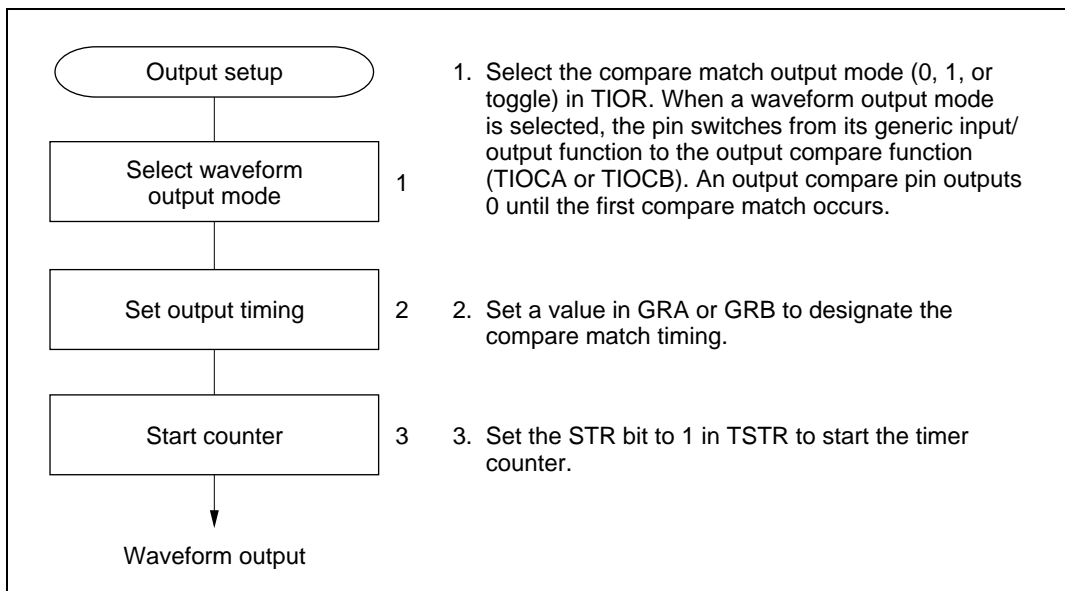 Output setup
Select waveform
output mode
1
Set output timing
2
Start counter
3
Waveform output
1. Select the compare match output mode (0, 1, or
toggle) in TIOR. When a waveform output mode
is selected, the pin switches from its generic input/
output function to the output compare function
(TIOCA or TIOCB). An output compare pin outputs
0 until the first compare match occurs.
2. Set a value in GRA or GRB to designate the
compare match timing.
3. Set the STR bit to 1 in TSTR to start the timer
counter.